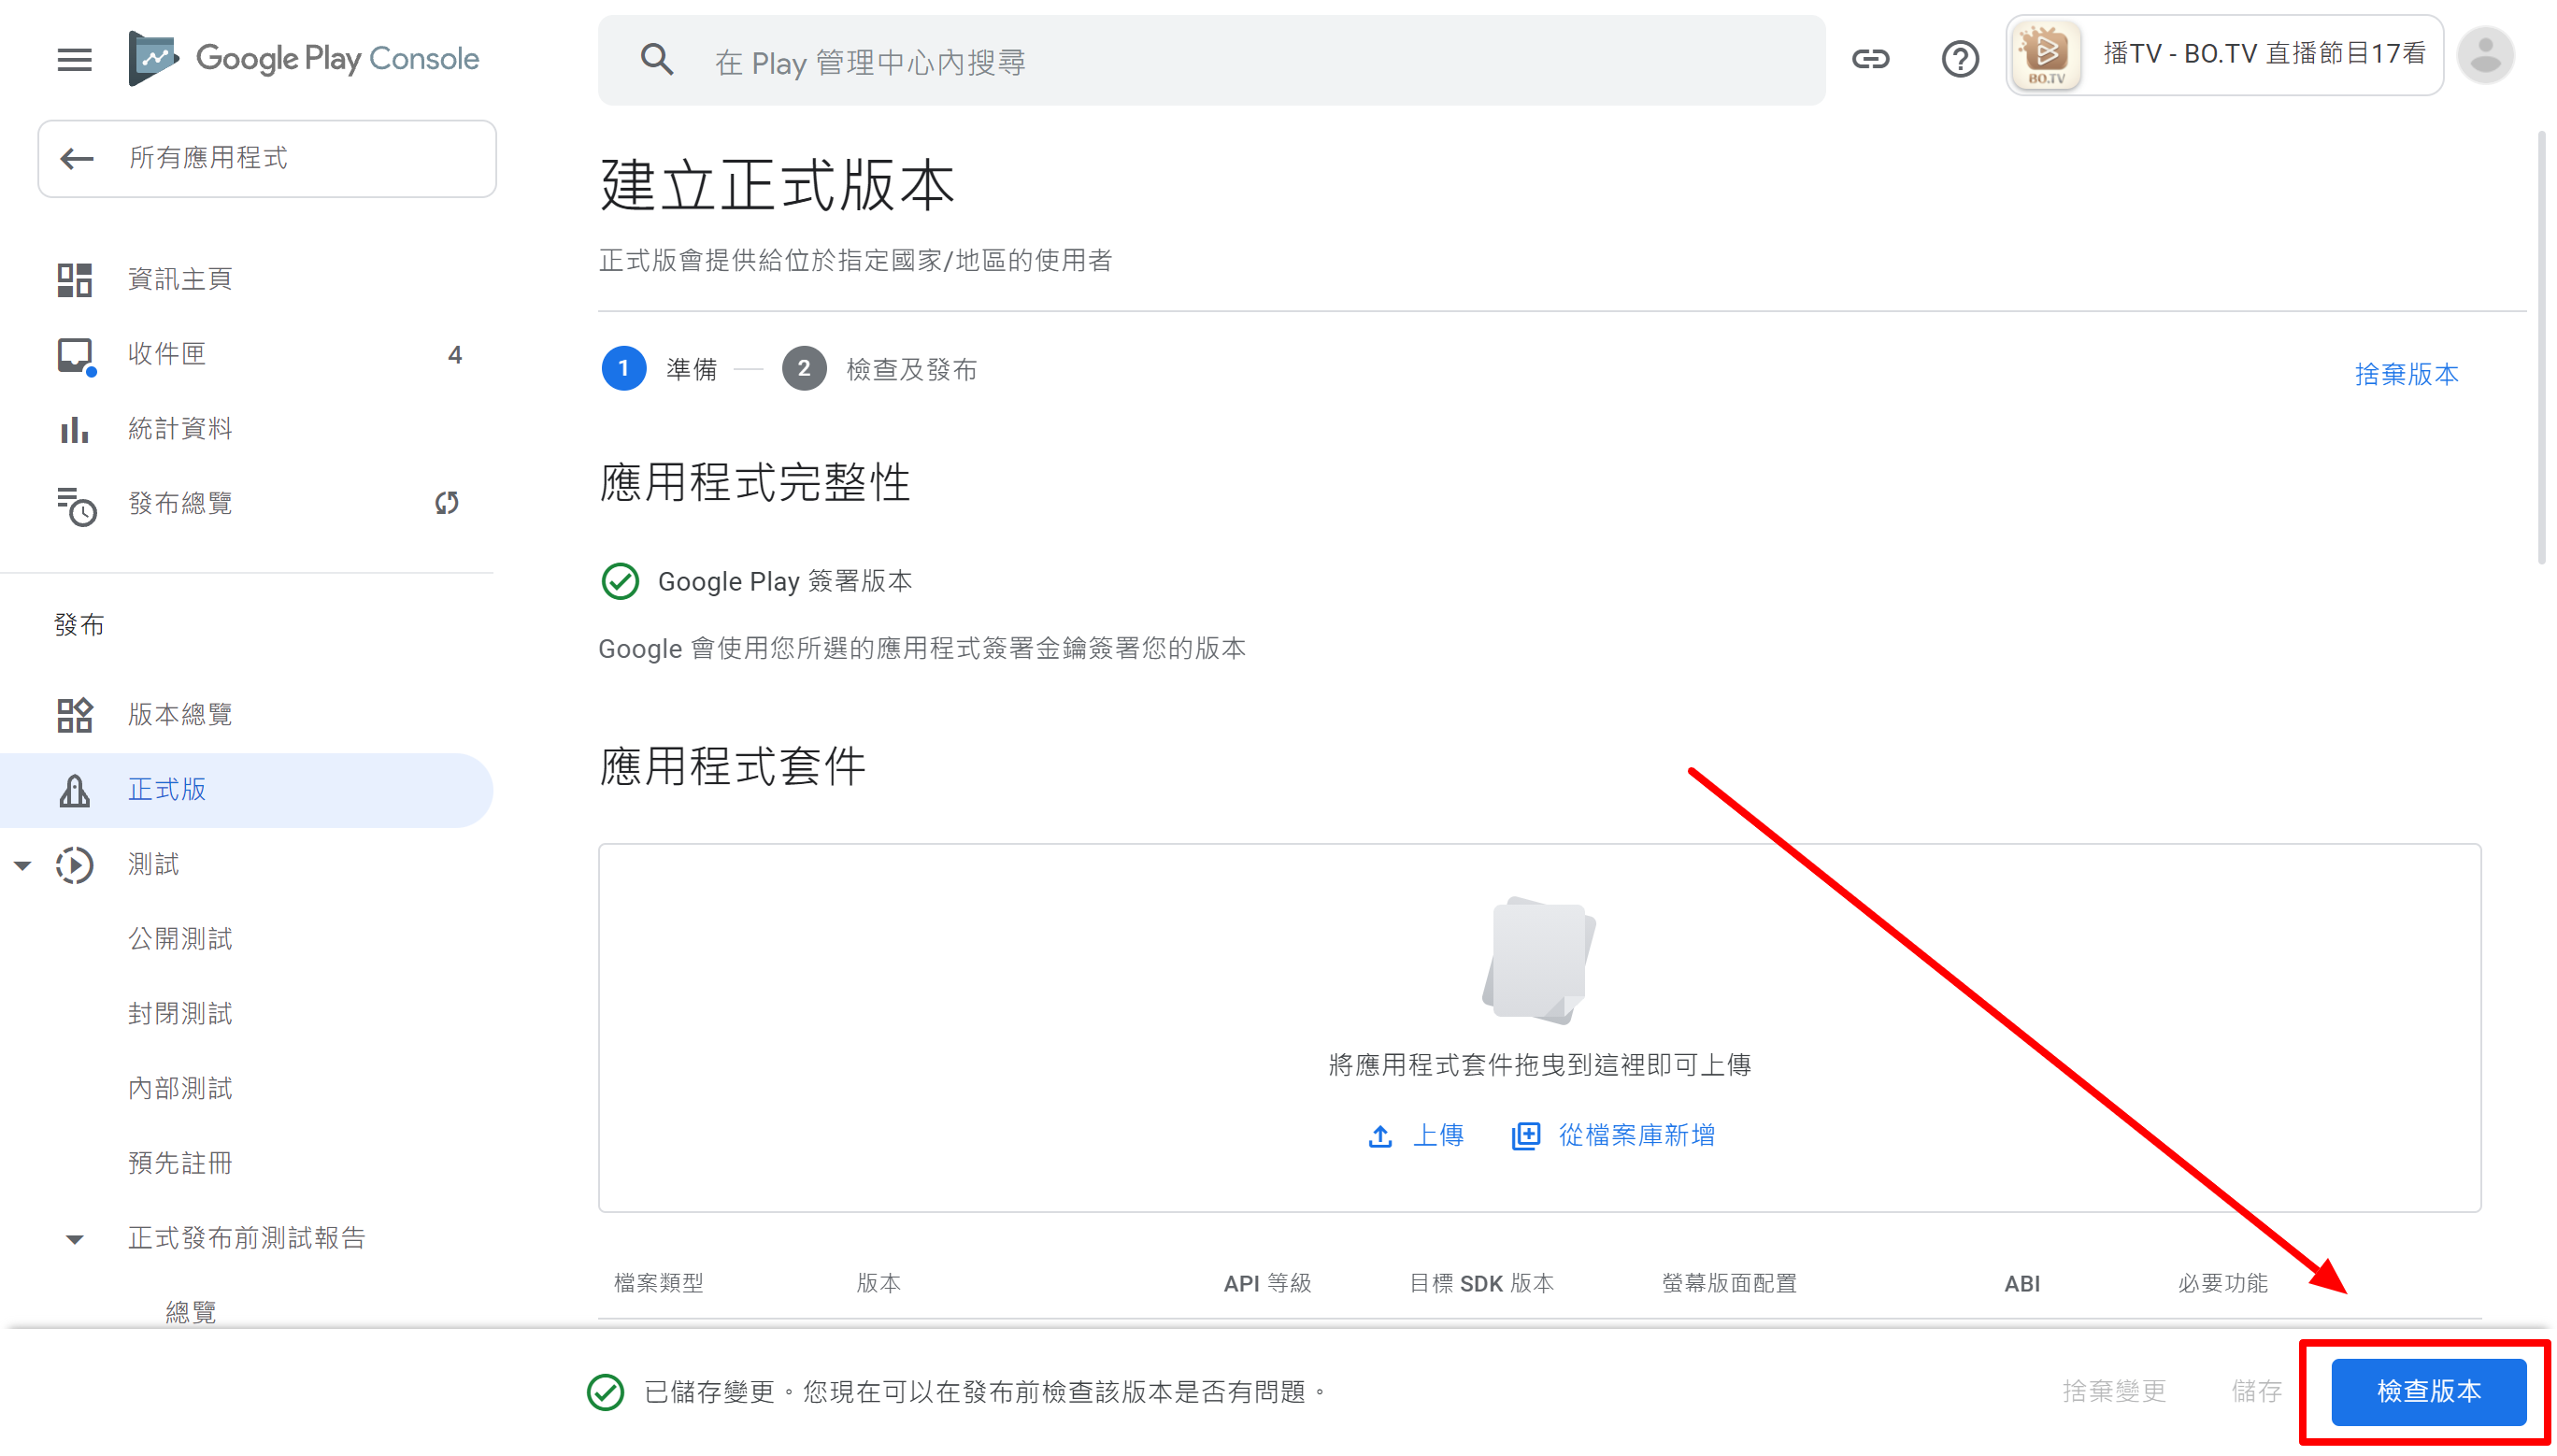 Google Play Console
在 Play 管理中心內搜尋
BO.TV
播TV - BO.TV 直播節目17看
所有應用程式
資訊主頁
收件匣 4
統計資料
發布總覽
發布
版本總覽
正式版
測試
公開測試
封閉測試
內部測試
預先註冊
正式發布前測試報告
總覽
建立正式版本
正式版會提供給位於指定國家/地區的使用者
1 準備 2 檢查及發布
捨棄版本
應用程式完整性
Google Play 簽署版本
Google 會使用您所選的應用程式簽署金鑰簽署您的版本
應用程式套件
將應用程式套件拖曳到這裡即可上傳
上傳 從檔案庫新增
檔案類型 版本 API 等級 目標 SDK 版本 螢幕版面配置 ABI 必要功能
已儲存變更。您現在可以在發布前檢查該版本是否有問題。
捨棄變更 儲存 檢查版本